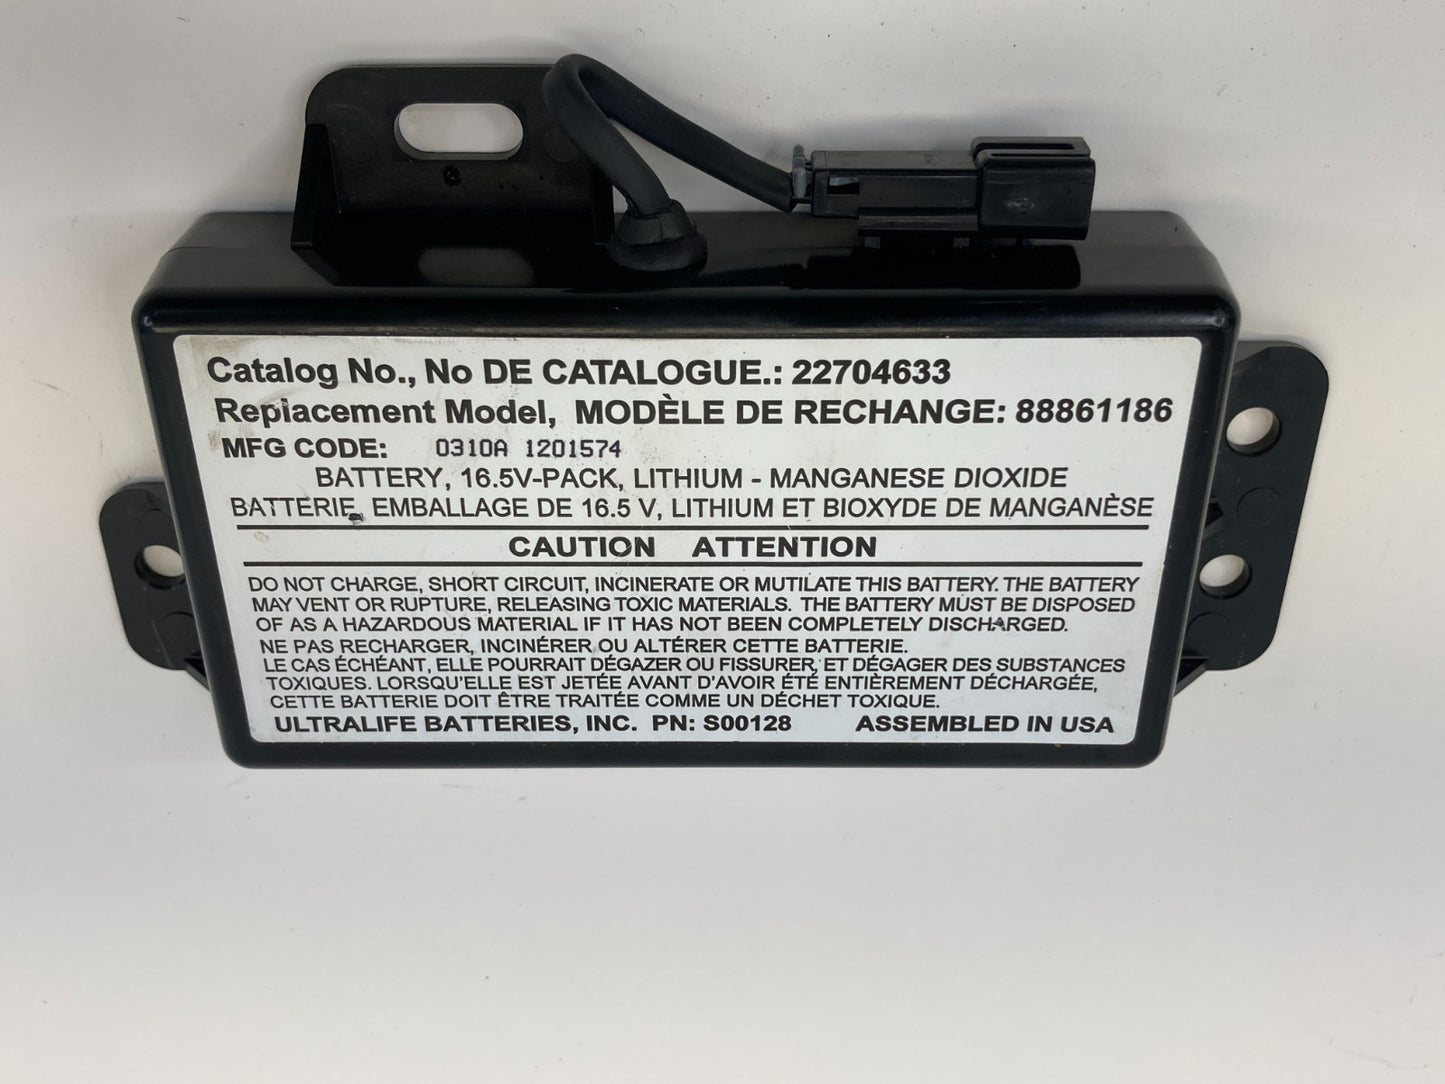 Catalog No., No DE CATALOGUE.: 22704633
Replacement Model, MODÈLE DE RECHANGE: 88861186
MFG CODE: 0310A 1201574
BATTERY, 16.5V-PACK, LITHIUM - MANGANESE DIOXIDE
BATTERIE, EMBALLAGE DE 16.5 V, LITHIUM ET BIOXYDE DE MANGANÈSE
CAUTION ATTENTION
DO NOT CHARGE, SHORT CIRCUIT, INCINERATE OR MUTILATE THIS BATTERY. THE BATTERY
MAY VENT OR RUPTURE, RELEASING TOXIC MATERIALS. THE BATTERY MUST BE DISPOSED
OF AS A HAZARDOUS MATERIAL IF IT HAS NOT BEEN COMPLETELY DISCHARGED.
NE PAS RECHARGER, INCINÉRER OU ALTÉRER CETTE BATTERIE.
LE CAS ÉCHÉANT, ELLE POURRAIT DÉGAZER OU FISSURER, ET DÉGAGER DES SUBSTANCES
TOXIQUES. LORSQU'ELLE EST JETÉE AVANT D'AVOIR ÉTÉ ENTIÈREMENT DÉCHARGÉE,
CETTE BATTERIE DOIT ÊTRE TRAITÉE COMME UN DÉCHET TOXIQUE.
ULTRALIFE BATTERIES, INC. PN: S00128 ASSEMBLED IN USA